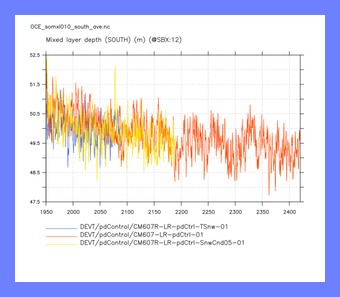 OCE_somxl010_south_ave.nc
Mixed layer depth (SOUTH) (m) (@SBX:12)
52.5
51.5
50.5
49.5
48.5
47.5
1950 2000 2050 2100 2150 2200 2250 2300 2350 2400
DEVT/pdControl/CM607R-LR-pdCtrl-TSnw-01
DEVT/pdControl/CM607-LR-pdCtrl-01
DEVT/pdControl/CM607R-LR-pdCtrl-SnwCnd05-01